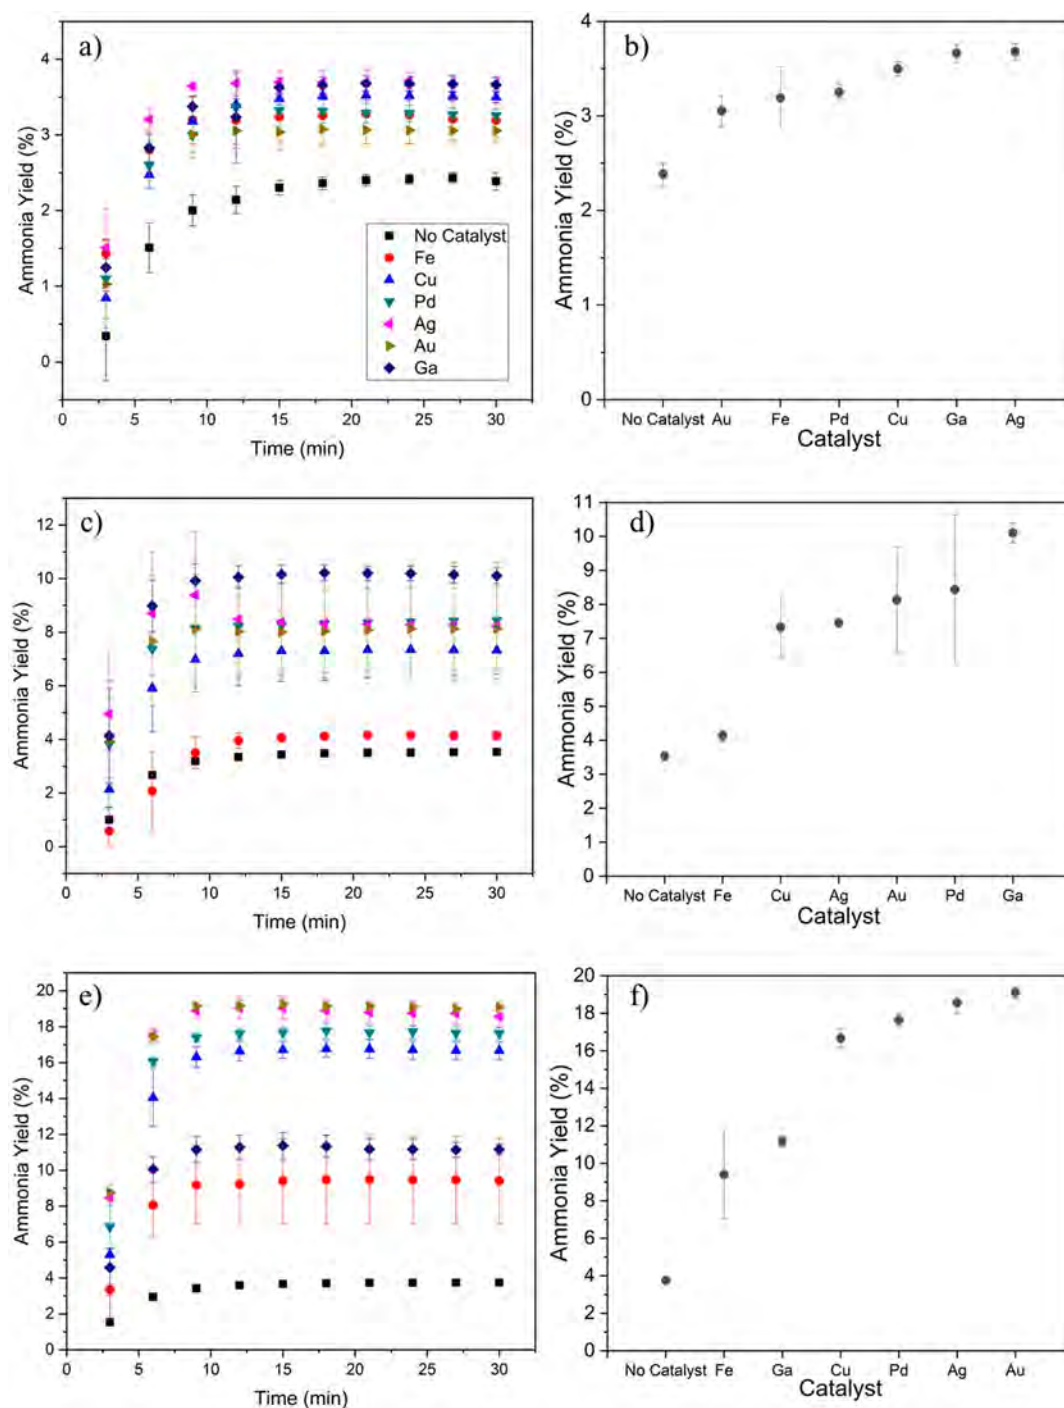 a)
Ammonia Yield (%)
4
3
2
1
0
No Catalyst
Fe
Cu
Pd
Ag
Au
Ga
0 5 10 15 20 25 30
Time (min)
b)
Ammonia Yield (%)
4
3
2
1
0
No Catalyst Au Fe Pd Cu Ga Ag
Catalyst
c)
Ammonia Yield (%)
12
10
8
6
4
2
0
0 5 10 15 20 25 30
Time (min)
d)
Ammonia Yield (%)
11
10
9
8
7
6
5
4
3
2
1
0
No Catalyst Fe Cu Ag Au Pd Ga
Catalyst
e)
Ammonia Yield (%)
20
18
16
14
12
10
8
6
4
2
0
0 5 10 15 20 25 30
Time (min)
f)
Ammonia Yield (%)
20
18
16
14
12
10
8
6
4
2
0
No Catalyst Fe Ga Cu Pd Ag Au
Catalyst